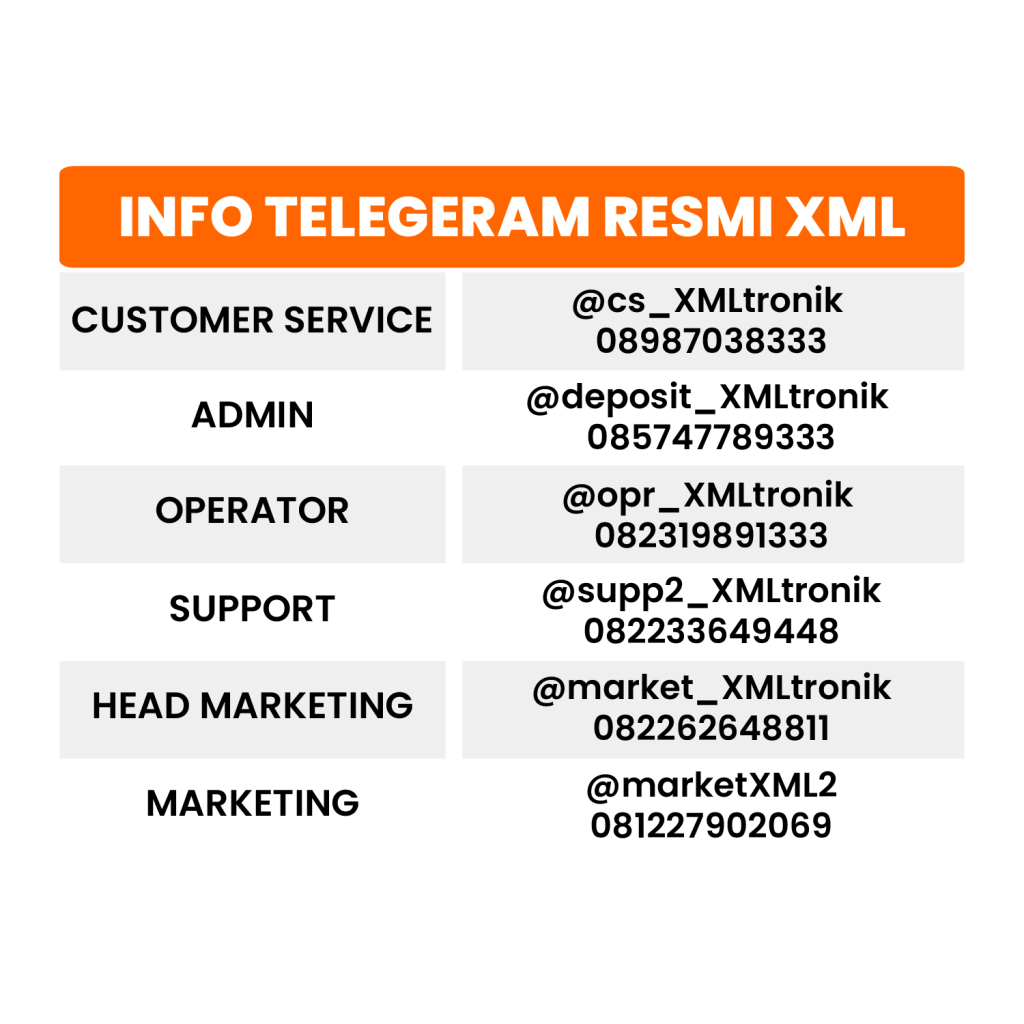 INFO TELEGERAM RESMI XML
CUSTOMER SERVICE
@cs_XMLtronik
08987038333
ADMIN
@deposit_XMLtronik
085747789333
OPERATOR
@opr_XMLtronik
082319891333
SUPPORT
@supp2_XMLtronik
082233649448
HEAD MARKETING
@market_XMLtronik
082262648811
MARKETING
@marketXML2
081227902069